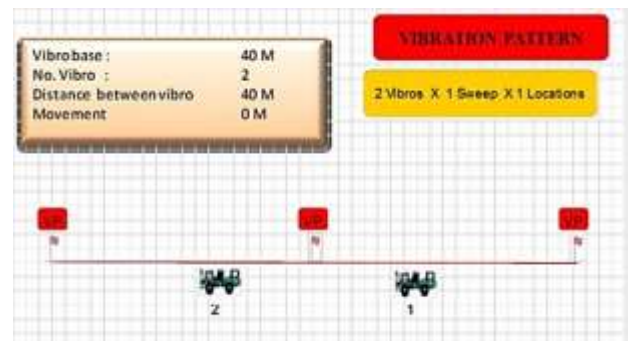 VIBRATION PATTERN
Vibrobase : 40 M
No. Vibro : 2
Distance between vibro 40 M
Movement 0 M
2 Vibros X 1 Sweep X 1 Locations
VP VP VP
2 1